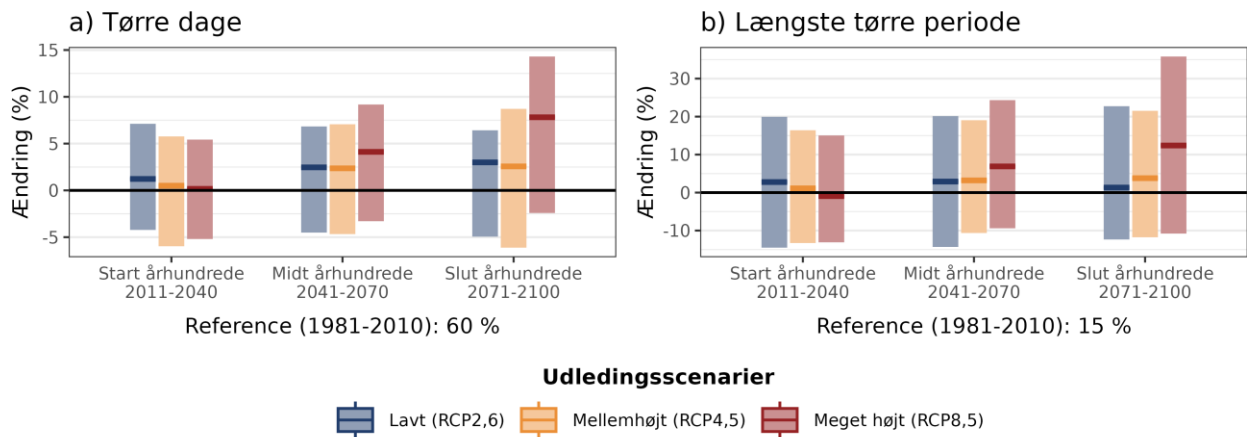 a) Tørre dage
Ændring (%)
15
10
5
0
-5
Start århundrede
2011-2040
Midt århundrede
2041-2070
Slut århundrede
2071-2100
Reference (1981-2010): 60 %
b) Længste tørre periode
Ændring (%)
30
20
10
0
-10
Start århundrede
2011-2040
Midt århundrede
2041-2070
Slut århundrede
2071-2100
Reference (1981-2010): 15 %
Udledingsscenarier
Lavt (RCP2,6)
Mellemhøjt (RCP4,5)
Meget højt (RCP8,5)